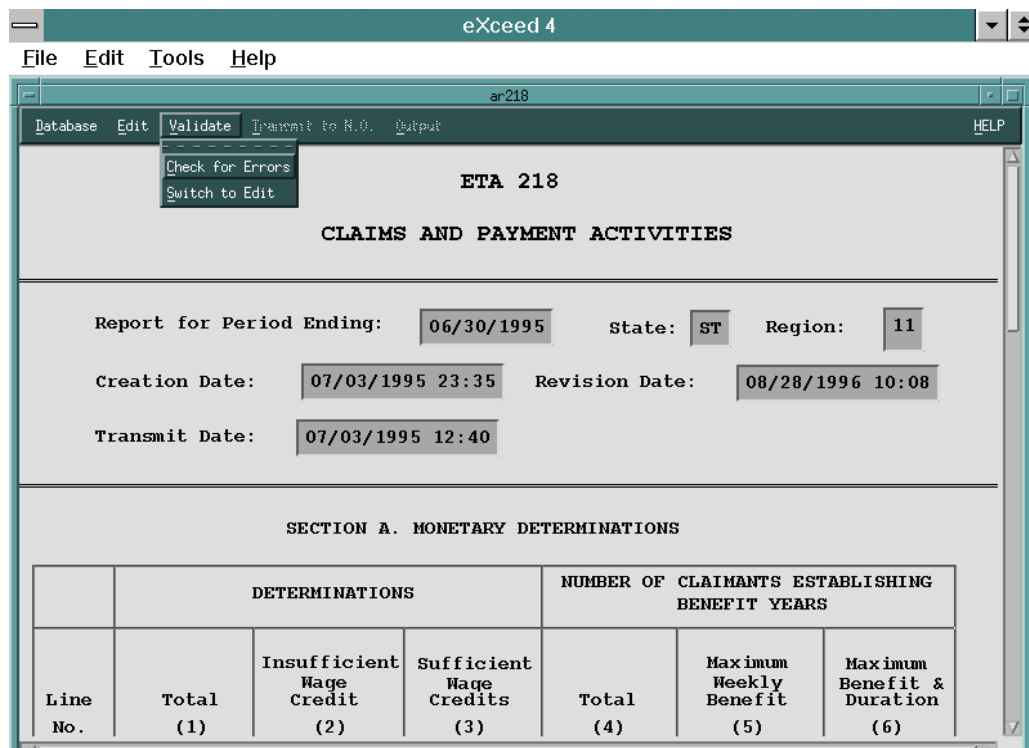 eXceed 4
File Edit Tools Help
ar218
Database Edit Validate Transmit to N.O. Output HELP
Check for Errors
Switch to Edit
ETA 218
CLAIMS AND PAYMENT ACTIVITIES
Report for Period Ending: 06/30/1995 State: ST Region: 11
Creation Date: 07/03/1995 23:35 Revision Date: 08/28/1996 10:08
Transmit Date: 07/03/1995 12:40
SECTION A. MONETARY DETERMINATIONS
DETERMINATIONS
NUMBER OF CLAIMANTS ESTABLISHING
BENEFIT YEARS
Line
No.
Total
(1)
Insufficient
Wage
Credit
(2)
Sufficient
Wage
Credits
(3)
Total
(4)
Maximum
Weekly
Benefit
(5)
Maximum
Benefit &
Duration
(6)